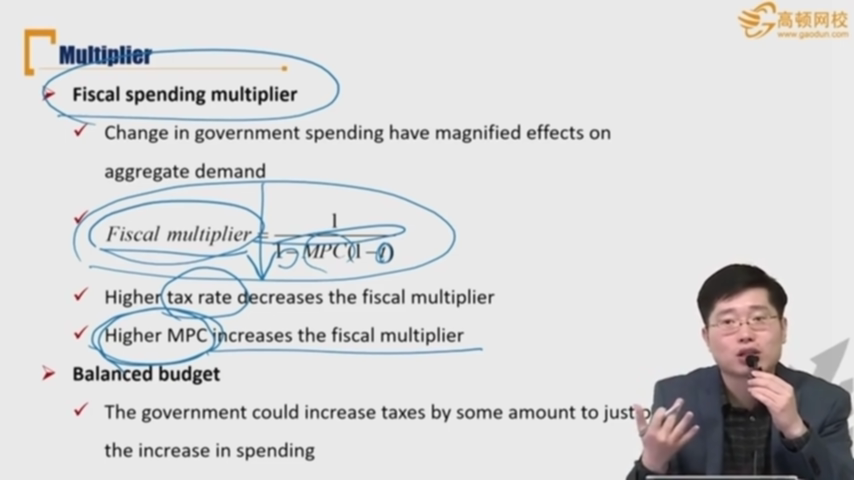 高顿网校
www.gaodun.com
Multiplier
Fiscal spending multiplier
Change in government spending have magnified effects on
aggregate demand
Fiscal multiplier = 1 / 1 − MPC(1 − t)
Higher tax rate decreases the fiscal multiplier
Higher MPC increases the fiscal multiplier
Balanced budget
The government could increase taxes by some amount to just
the increase in spending